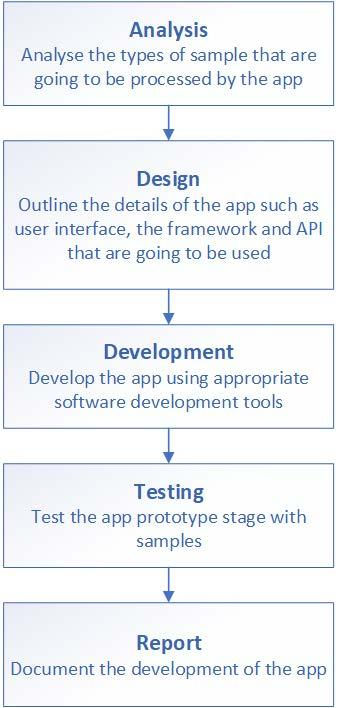 Analysis
Analyse the types of sample that are
going to be processed by the app
Design
Outline the details of the app such as
user interface, the framework and API
that are going to be used
Development
Develop the app using appropriate
software development tools
Testing
Test the app prototype stage with
samples
Report
Document the development of the app